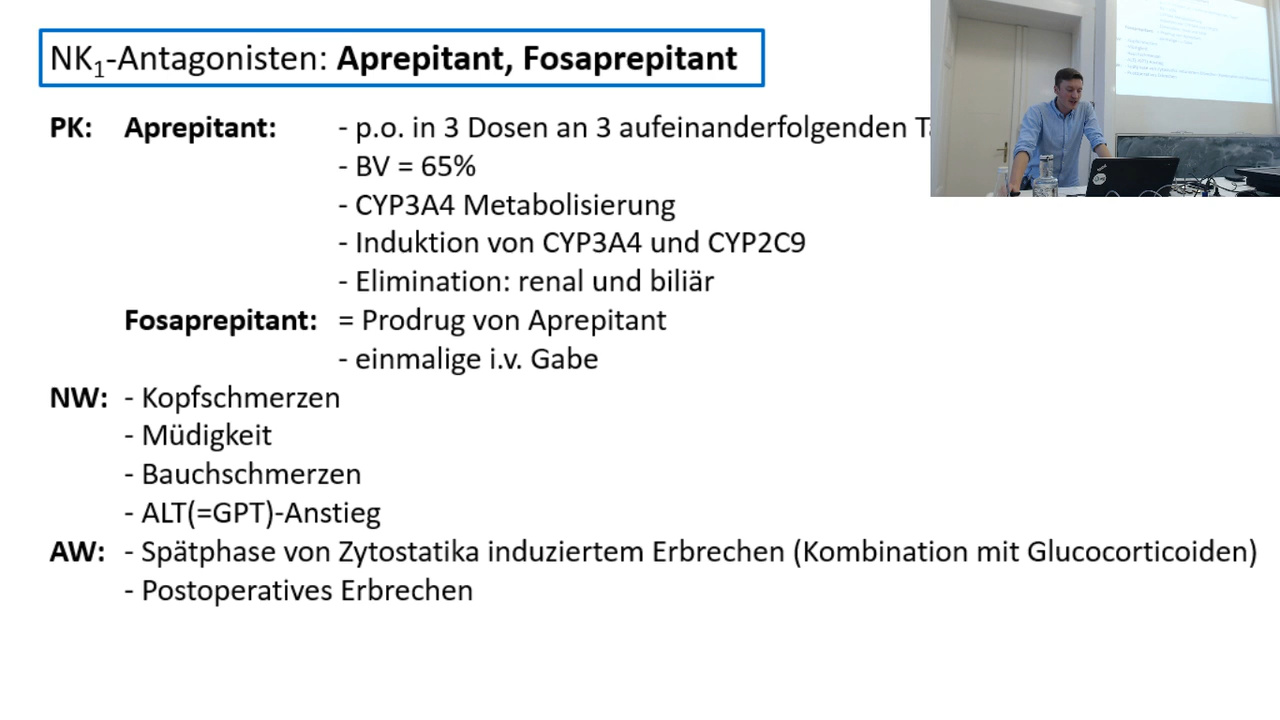 NK1-Antagonisten: Aprepitant, Fosaprepitant
PK: Aprepitant: - p.o. in 3 Dosen an 3 aufeinanderfolgenden
- BV = 65%
- CYP3A4 Metabolisierung
- Induktion von CYP3A4 und CYP2C9
- Elimination: renal und biliär
Fosaprepitant: = Prodrug von Aprepitant
- einmalige i.v. Gabe
NW: - Kopfschmerzen
- Müdigkeit
- Bauchschmerzen
- ALT(=GPT)-Anstieg
AW: - Spätphase von Zytostatika induziertem Erbrechen (Kombination mit Glucocorticoiden)
- Postoperatives Erbrechen